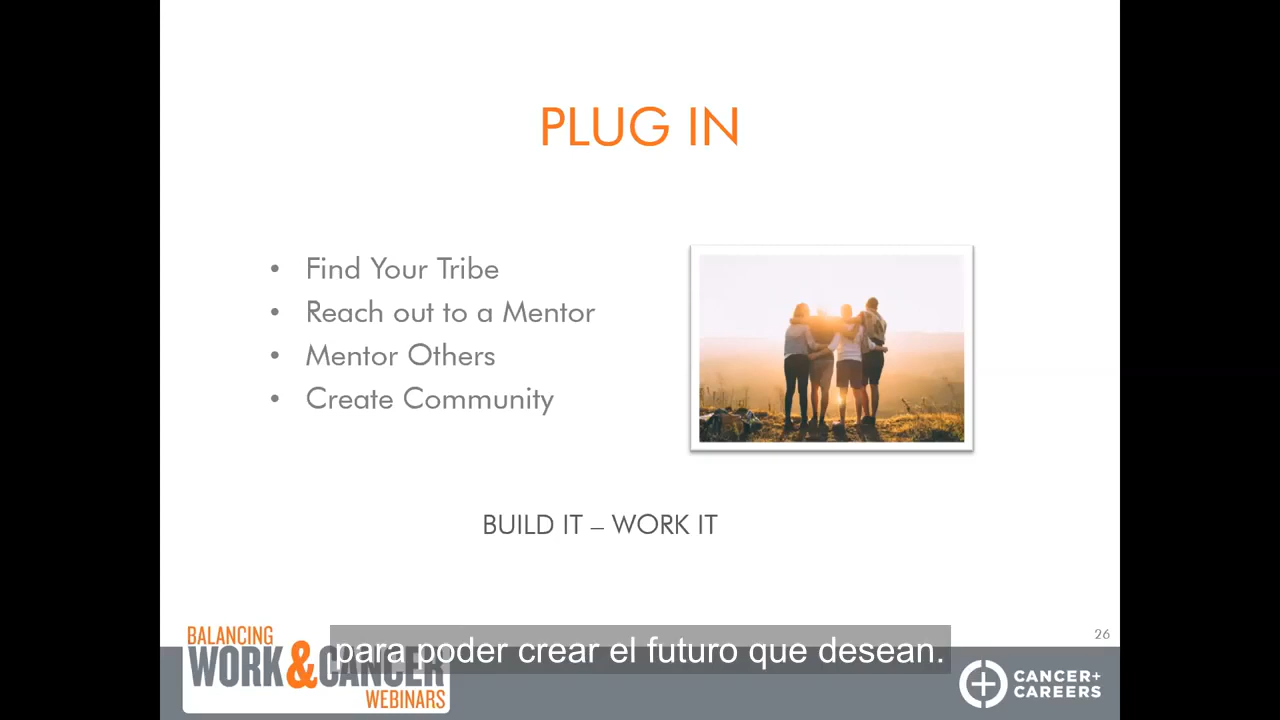 PLUG IN
• Find Your Tribe
• Reach out to a Mentor
• Mentor Others
• Create Community
BUILD IT – WORK IT
26
BALANCING
WORK & CANCER
WEBINARS
para poder crear el futuro que desean.
CANCER+
CAREERS